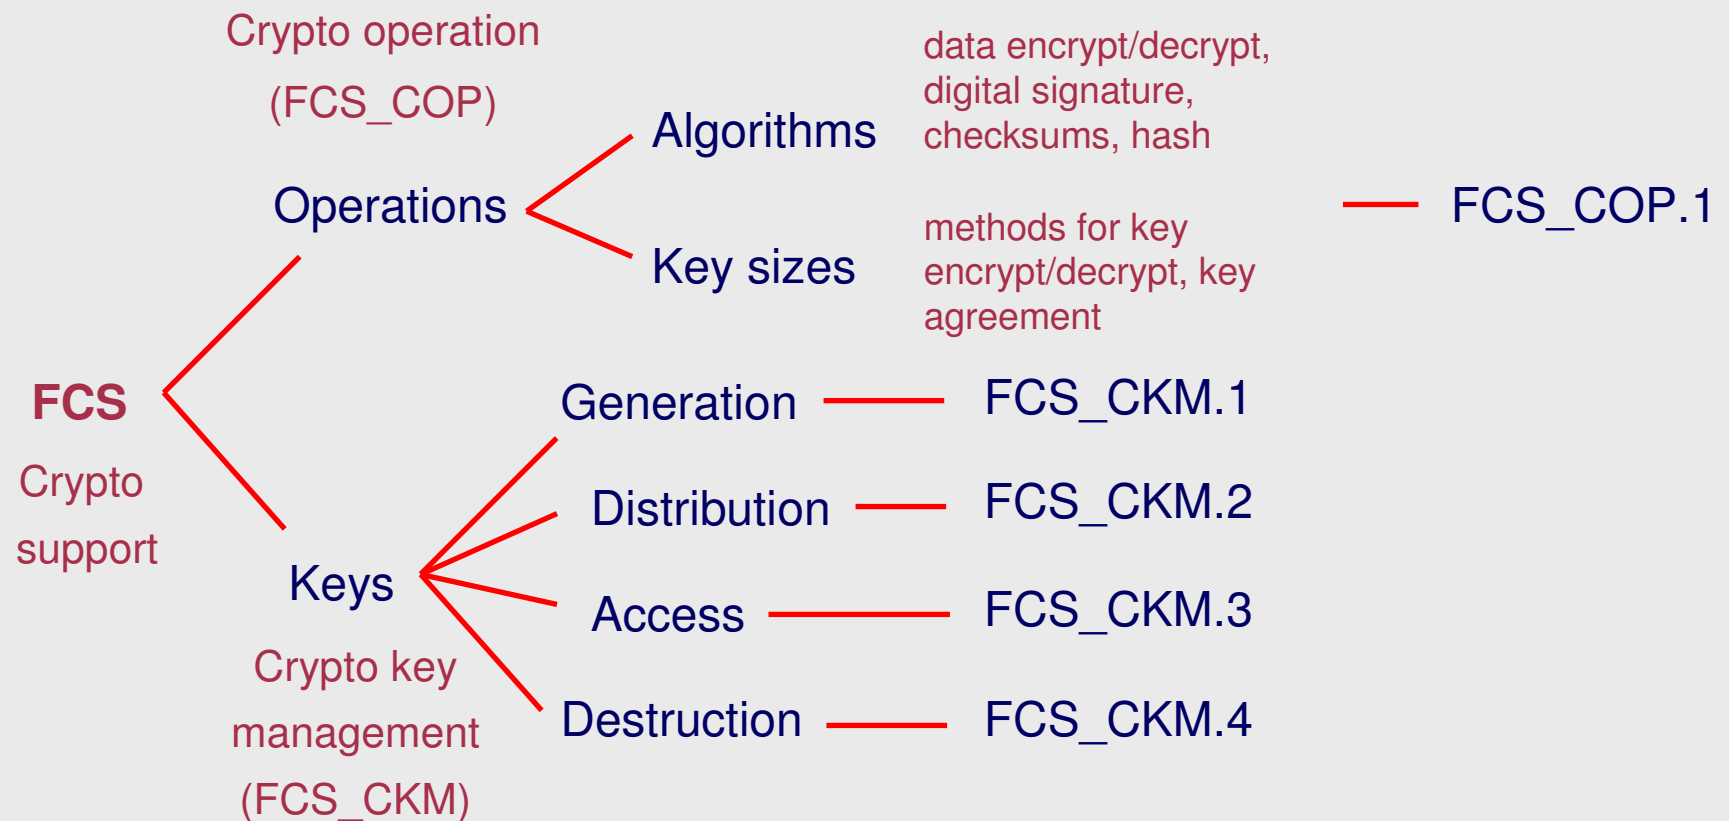 Crypto operation
(FCS_COP)
Operations
Algorithms
data encrypt/decrypt,
digital signature,
checksums, hash
Key sizes
methods for key
encrypt/decrypt, key
agreement
FCS_COP.1
FCS
Crypto
support
Keys
Crypto key
management
(FCS_CKM)
Generation
FCS_CKM.1
Distribution
FCS_CKM.2
Access
FCS_CKM.3
Destruction
FCS_CKM.4